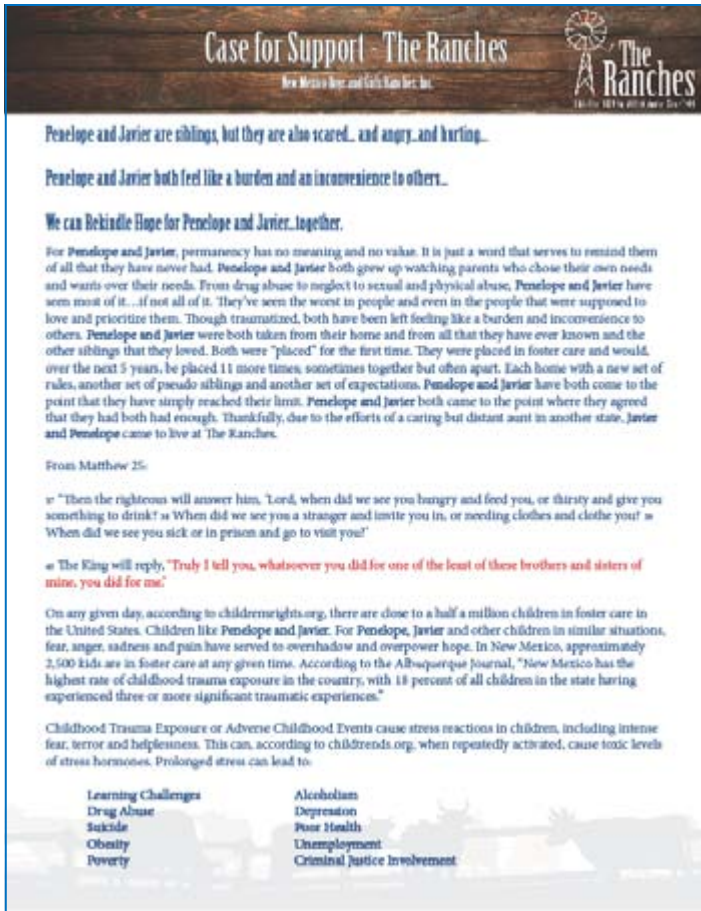 Case for Support - The Ranches
New Mexico Boys and Girls Ranches, Inc.
The
Ranches
Penelope and Javier are siblings, but they are also scared... and angry...and hurting...
Penelope and Javier both feel like a burden and an inconvenience to others...
We can Rekindle Hope for Penelope and Javier...together.
For Penelope and Javier, permanency has no meaning and no value. It is just a word that serves to remind them
of all that they have never had. Penelope and Javier both grew up watching parents who chose their own needs
and wants over their needs. From drug abuse to neglect to sexual and physical abuse, Penelope and Javier have
seen most of it…if not all of it. They've seen the worst in people and even in the people that were supposed to
love and prioritize them. Though traumatized, both have been left feeling like a burden and inconvenience to
others. Penelope and Javier were both taken from their home and from all that they have ever known and the
other siblings that they loved. Both were "placed" for the first time. They were placed in foster care and would,
over the next 5 years, be placed 11 more times, sometimes together but often apart. Each home with a new set of
rules, another set of pseudo siblings and another set of expectations. Penelope and Javier have both come to the
point that they have simply reached their limit. Penelope and Javier both came to the point where they agreed
that they had both had enough. Thankfully, due to the efforts of a caring but distant aunt in another state, Javier
and Penelope came to live at The Ranches.
From Matthew 25:
37 "Then the righteous will answer him, 'Lord, when did we see you hungry and feed you, or thirsty and give you
something to drink? 38 When did we see you a stranger and invite you in, or needing clothes and clothe you? 39
When did we see you sick or in prison and go to visit you?'
40 The King will reply, "Truly I tell you, whatsoever you did for one of the least of these brothers and sisters of
mine, you did for me."
On any given day, according to childrensrights.org, there are close to a half a million children in foster care in
the United States. Children like Penelope and Javier. For Penelope, Javier and other children in similar situations,
fear, anger, sadness and pain have served to overshadow and overpower hope. In New Mexico, approximately
2,500 kids are in foster care at any given time. According to the Albuquerque Journal, "New Mexico has the
highest rate of childhood trauma exposure in the country, with 18 percent of all children in the state having
experienced three or more significant traumatic experiences."
Childhood Trauma Exposure or Adverse Childhood Events cause stress reactions in children, including intense
fear, terror and helplessness. This can, according to childtrends.org, when repeatedly activated, cause toxic levels
of stress hormones. Prolonged stress can lead to:
Learning Challenges
Drug Abuse
Suicide
Obesity
Poverty
Alcoholism
Depression
Poor Health
Unemployment
Criminal Justice Involvement